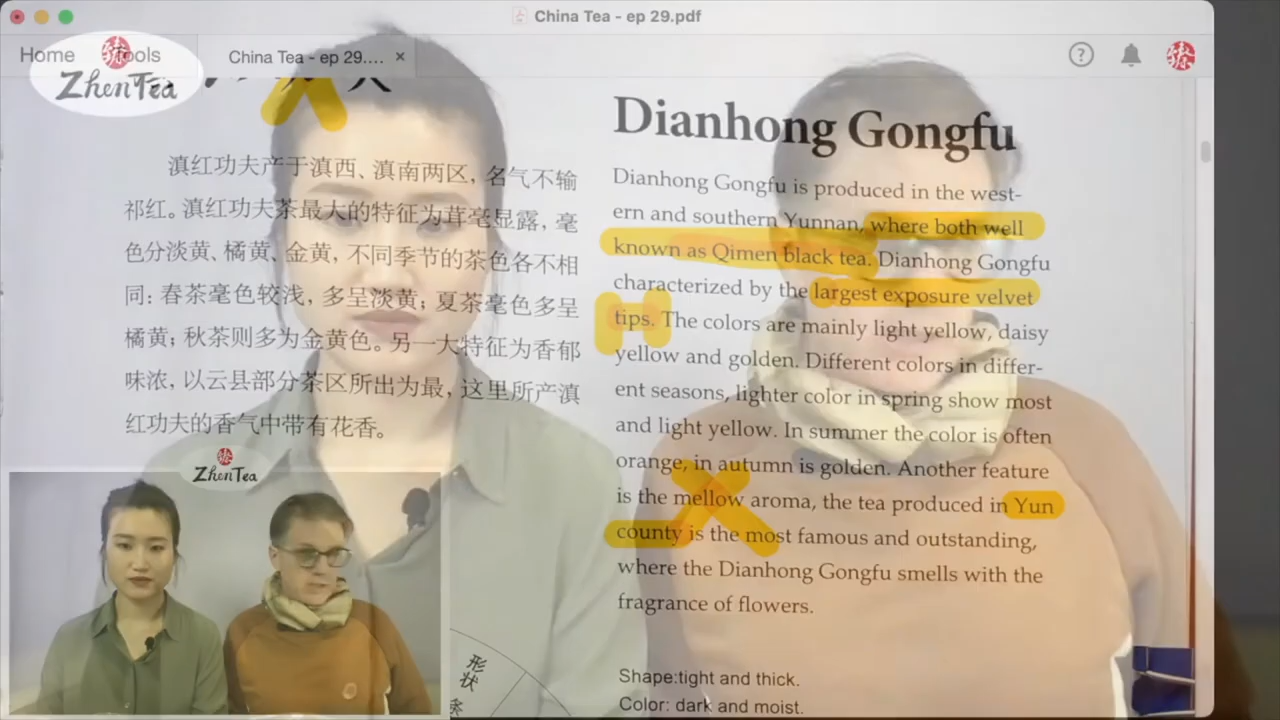 China Tea - ep 29.pdf
Home
Tools
China Tea - ep 29....
ZhenTea
滇红功夫产于滇西、滇南两区，名气不输
祁红。滇红功夫茶最大的特征为茸毫显露，毫
色分淡黄、橘黄、金黄，不同季节的茶色各不相
同：春茶毫色较浅，多呈淡黄；夏茶毫色多呈
橘黄；秋茶则多为金黄色。另一大特征为香郁
味浓，以云县部分茶区所出为最，这里所产滇
红功夫的香气中带有花香。
Dianhong Gongfu
Dianhong Gongfu is produced in the west-
ern and southern Yunnan, where both well
known as Qimen black tea. Dianhong Gongfu
characterized by the largest exposure velvet
tips. The colors are mainly light yellow, daisy
yellow and golden. Different colors in differ-
ent seasons, lighter color in spring show most
and light yellow. In summer the color is often
orange, in autumn is golden. Another feature
is the mellow aroma, the tea produced in Yun
county is the most famous and outstanding,
where the Dianhong Gongfu smells with the
fragrance of flowers.
Shape:tight and thick.
Color: dark and moist.
ZhenTea
形
状